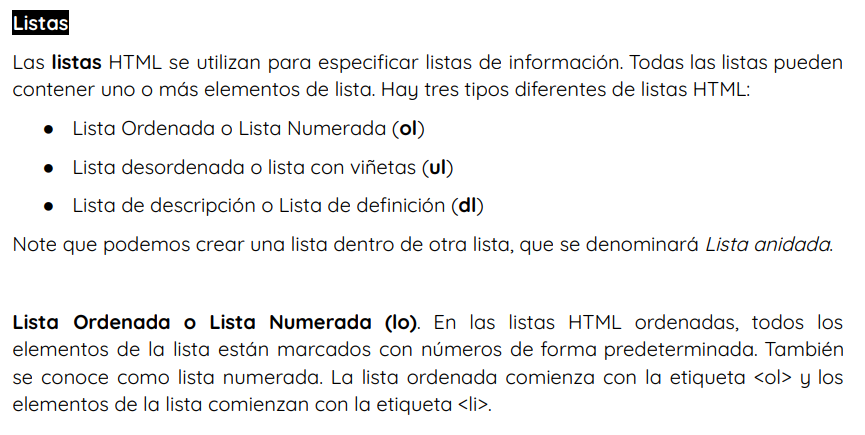 Listas
Las listas HTML se utilizan para especificar listas de información. Todas las listas pueden
contener uno o más elementos de lista. Hay tres tipos diferentes de listas HTML:
● Lista Ordenada o Lista Numerada (ol)
● Lista desordenada o lista con viñetas (ul)
● Lista de descripción o Lista de definición (dl)
Note que podemos crear una lista dentro de otra lista, que se denominará Lista anidada.
Lista Ordenada o Lista Numerada (lo). En las listas HTML ordenadas, todos los
elementos de la lista están marcados con números de forma predeterminada. También
se conoce como lista numerada. La lista ordenada comienza con la etiqueta <ol> y los
elementos de la lista comienzan con la etiqueta <li>.